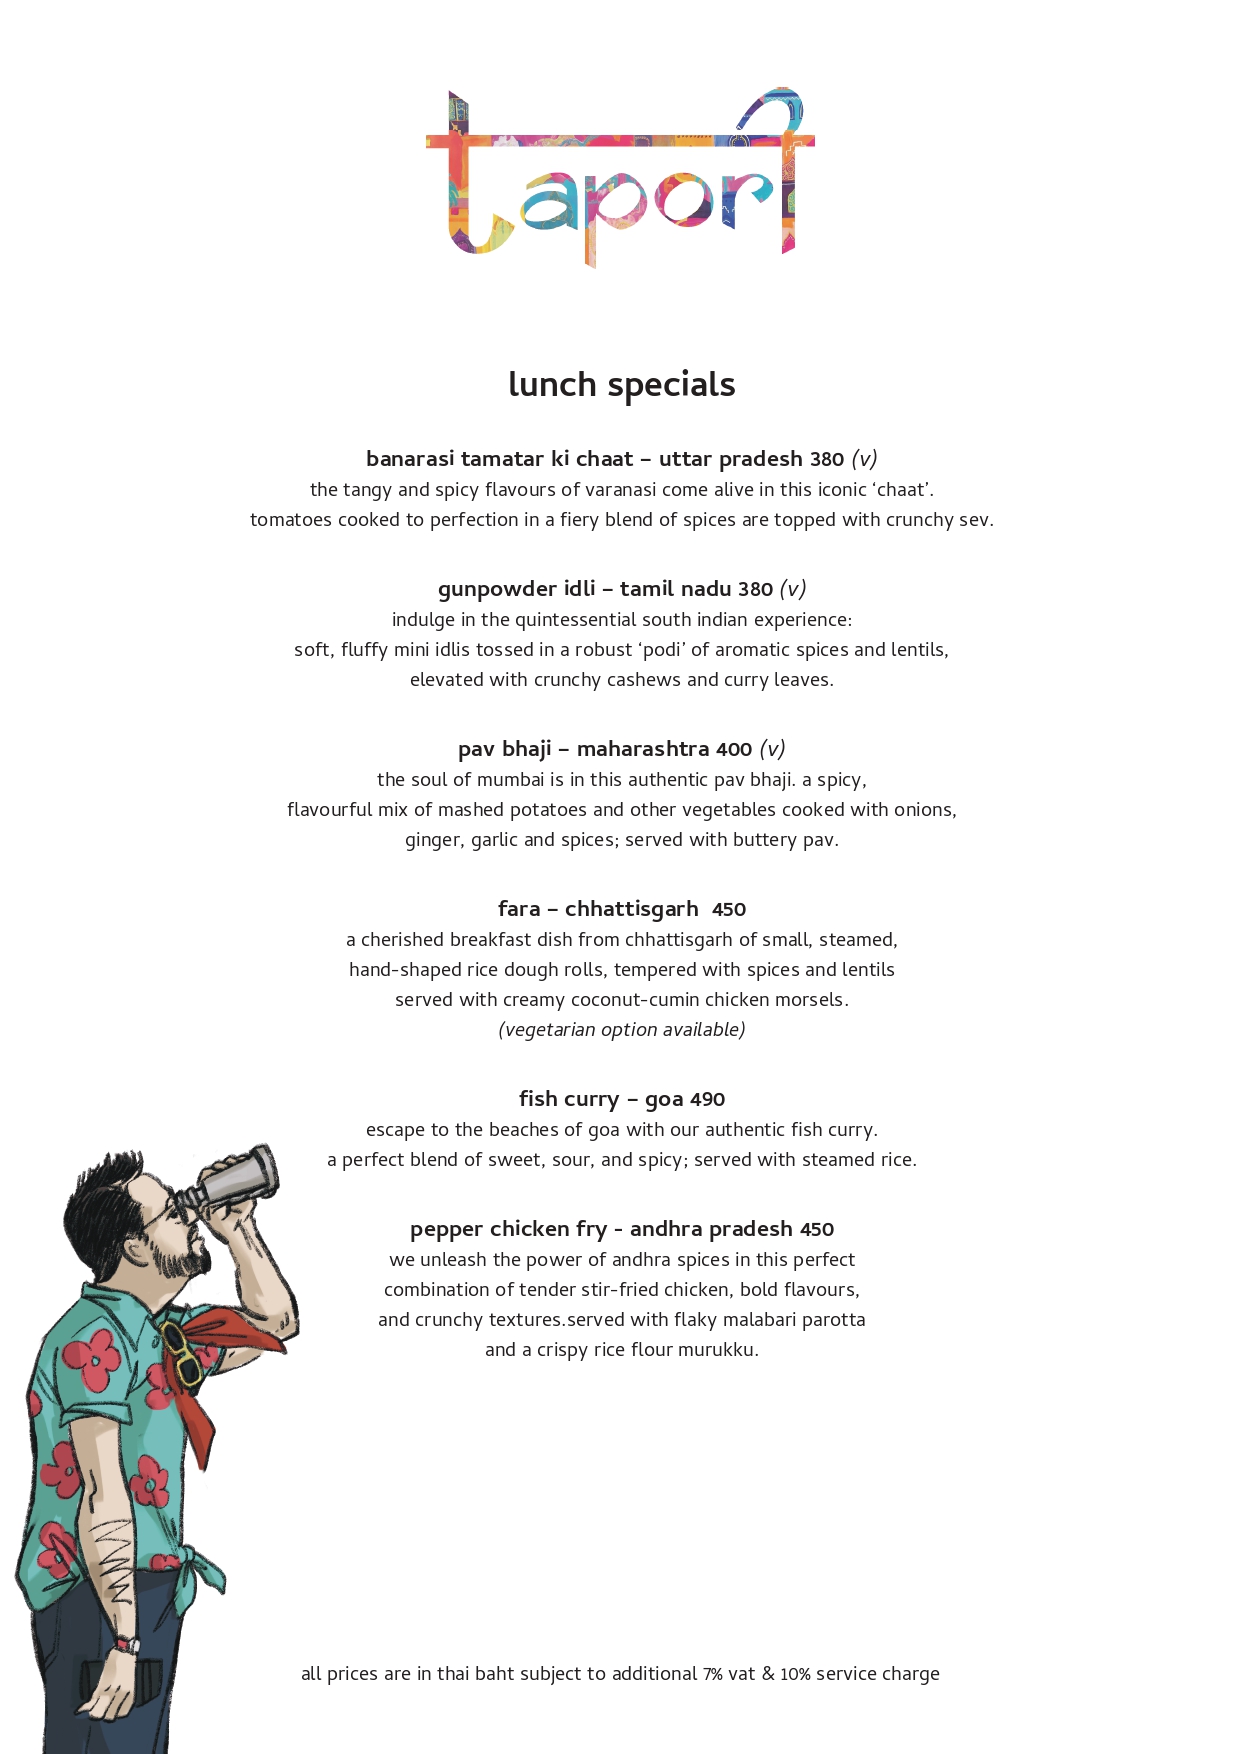 tapori
lunch specials
banarasi tamatar ki chaat – uttar pradesh 380 (v)
the tangy and spicy flavours of varanasi come alive in this iconic ‘chaat’.
tomatoes cooked to perfection in a fiery blend of spices are topped with crunchy sev.
gunpowder idli – tamil nadu 380 (v)
indulge in the quintessential south indian experience:
soft, fluffy mini idlis tossed in a robust ‘podi’ of aromatic spices and lentils,
elevated with crunchy cashews and curry leaves.
pav bhaji – maharashtra 400 (v)
the soul of mumbai is in this authentic pav bhaji. a spicy,
flavourful mix of mashed potatoes and other vegetables cooked with onions,
ginger, garlic and spices; served with buttery pav.
fara – chhattisgarh 450
a cherished breakfast dish from chhattisgarh of small, steamed,
hand-shaped rice dough rolls, tempered with spices and lentils
served with creamy coconut-cumin chicken morsels.
(vegetarian option available)
fish curry – goa 490
escape to the beaches of goa with our authentic fish curry.
a perfect blend of sweet, sour, and spicy; served with steamed rice.
pepper chicken fry - andhra pradesh 450
we unleash the power of andhra spices in this perfect
combination of tender stir-fried chicken, bold flavours,
and crunchy textures.served with flaky malabari parotta
and a crispy rice flour murukku.
all prices are in thai baht subject to additional 7% vat & 10% service charge